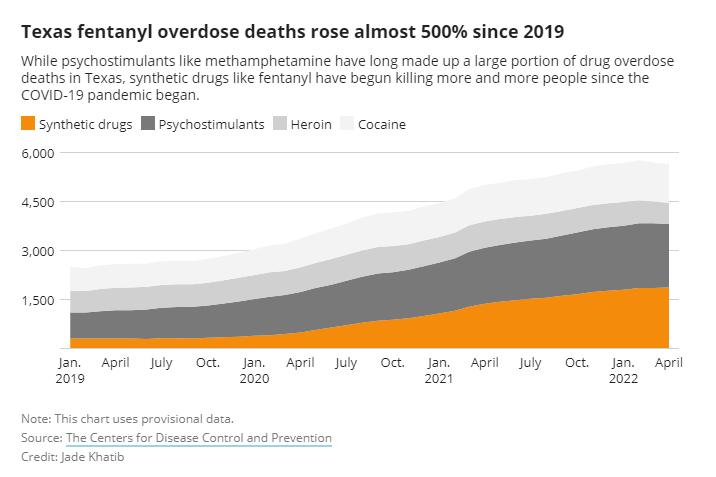 Texas fentanyl overdose deaths rose almost 500% since 2019
While psychostimulants like methamphetamine have long made up a large portion of drug overdose
deaths in Texas, synthetic drugs like fentanyl have begun killing more and more people since the
COVID-19 pandemic began.
Synthetic drugs Psychostimulants Heroin Cocaine
6,000
4,500
3,000
1,500
Jan. April July Oct. Jan. April July Oct. Jan. April July Oct. Jan. April
2019 2020 2021 2022
Note: This chart uses provisional data.
Source: The Centers for Disease Control and Prevention
Credit: Jade Khatib